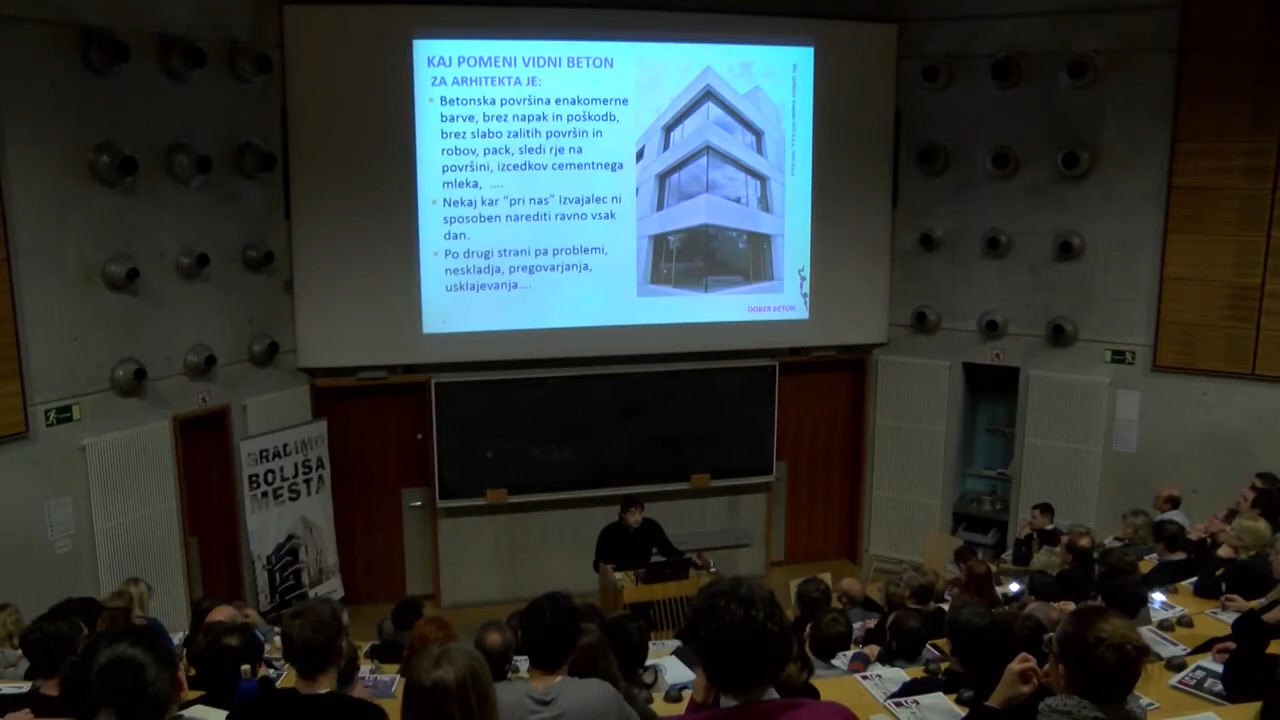 KAJ POMENI VIDNI BETON
ZA ARHITEKTA JE:
Betonska površina enakomerne
barve, brez napak in poškodb,
brez slabo zalitih površin in
robov, pack, sledi rje na
površini, izcedkov cementnega
mleka, ....
Nekaj kar "pri nas" Izvajalec ni
sposoben narediti ravno vsak
dan.
Po drugi strani pa problemi,
neskladja, pregovarjanja,
usklajevanja....
DOBER BETON
GRADIMO
BOLJŠA
MESTA